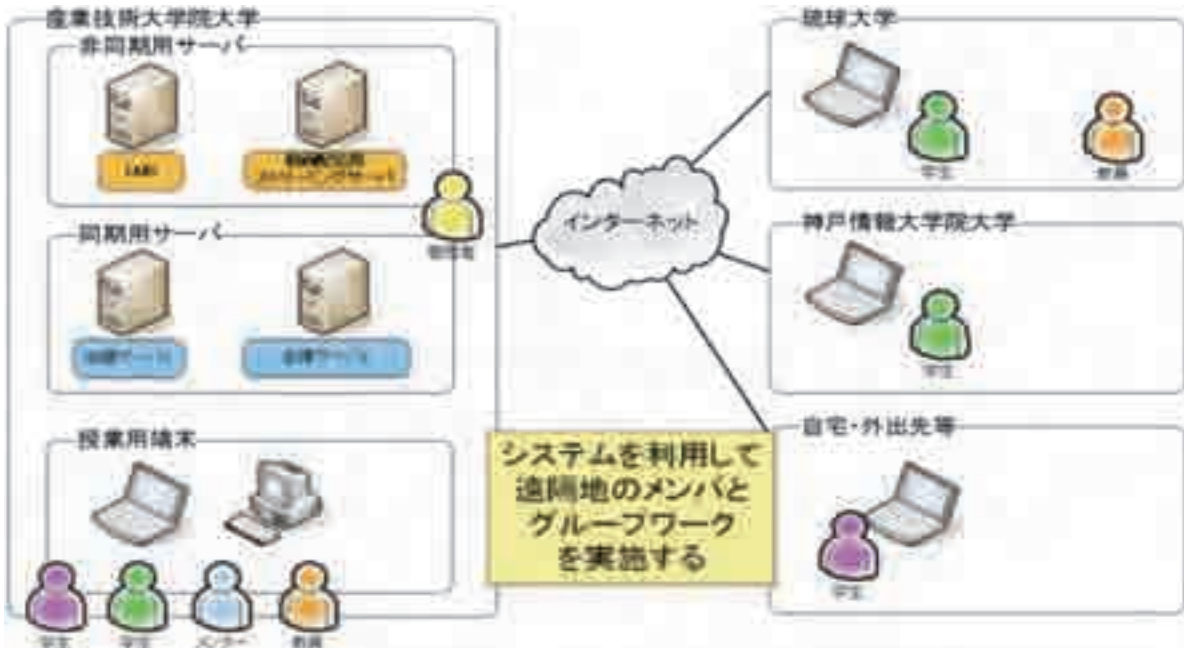 産業技術大学院大学
非同期用サーバ
管理者
同期用サーバ
授業用端末
学生
学生
メンター
教員
インターネット
システムを利用して
遠隔地のメンバと
グループワーク
を実施する
琉球大学
学生
教員
神戸情報大学院大学
学生
自宅・外出先等
学生